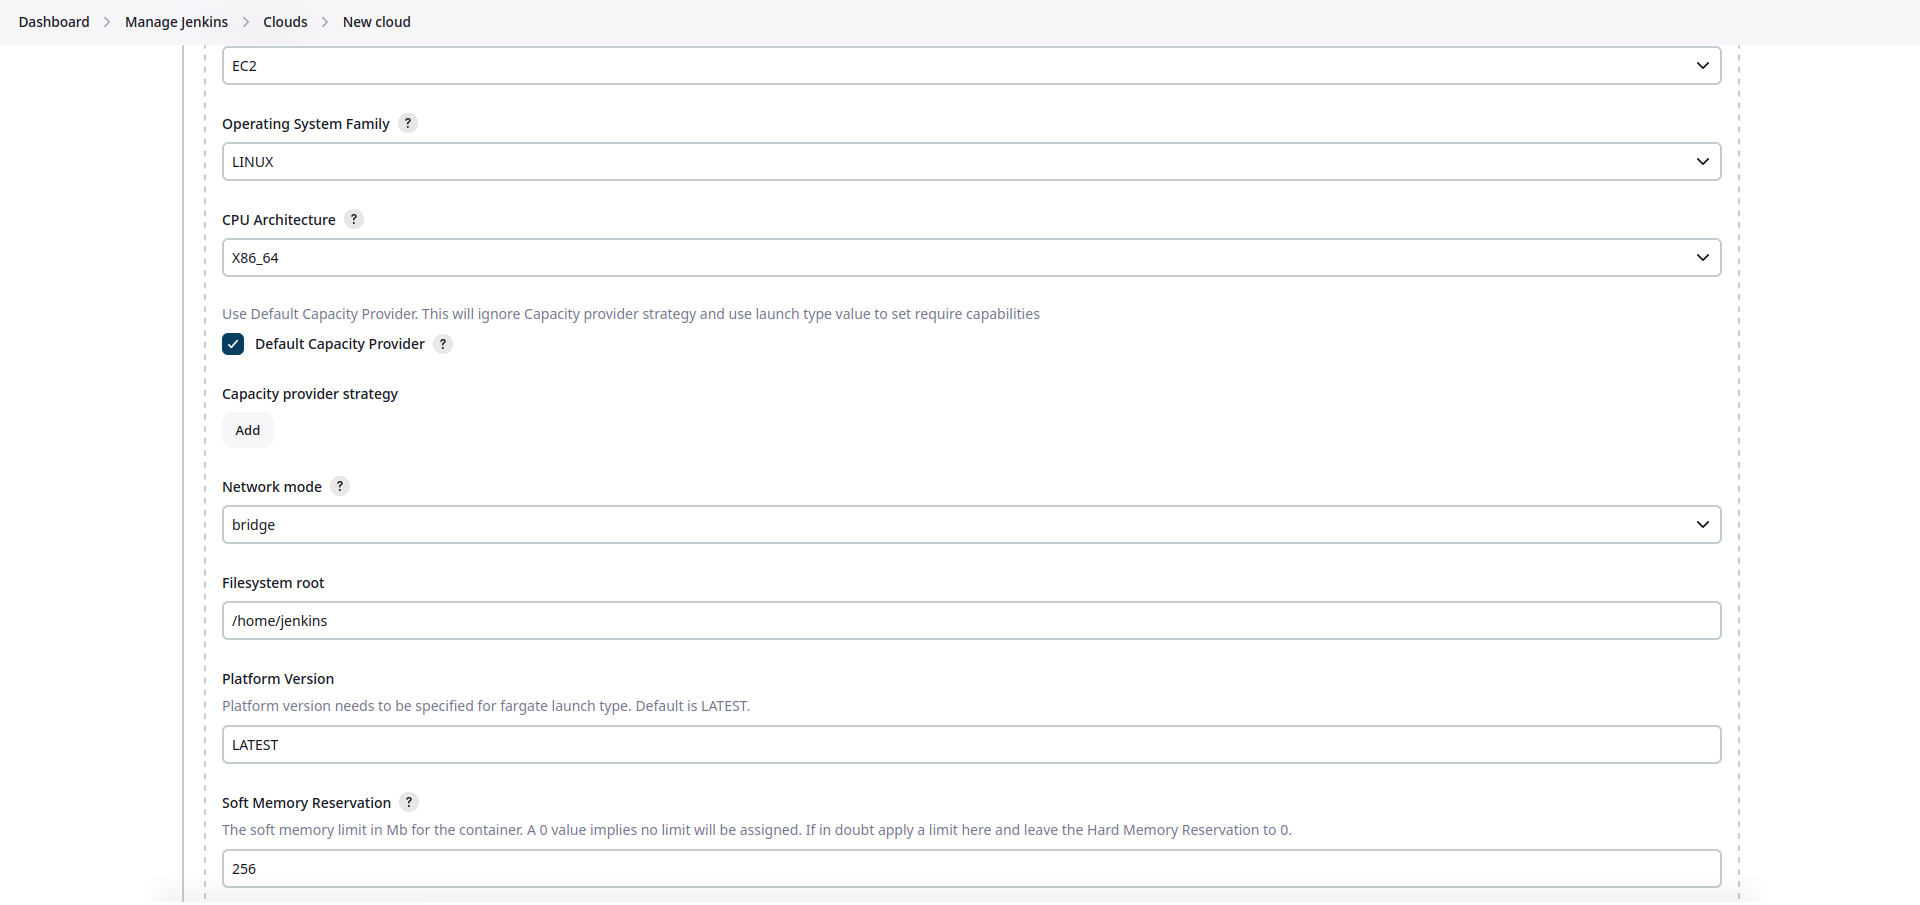 Dashboard > Manage Jenkins > Clouds > New cloud
EC2
Operating System Family ?
LINUX
CPU Architecture ?
X86_64
Use Default Capacity Provider. This will ignore Capacity provider strategy and use launch type value to set require capabilities
Default Capacity Provider ?
Capacity provider strategy
Add
Network mode ?
bridge
Filesystem root
/home/jenkins
Platform Version
Platform version needs to be specified for fargate launch type. Default is LATEST.
LATEST
Soft Memory Reservation ?
The soft memory limit in Mb for the container. A 0 value implies no limit will be assigned. If in doubt apply a limit here and leave the Hard Memory Reservation to 0.
256